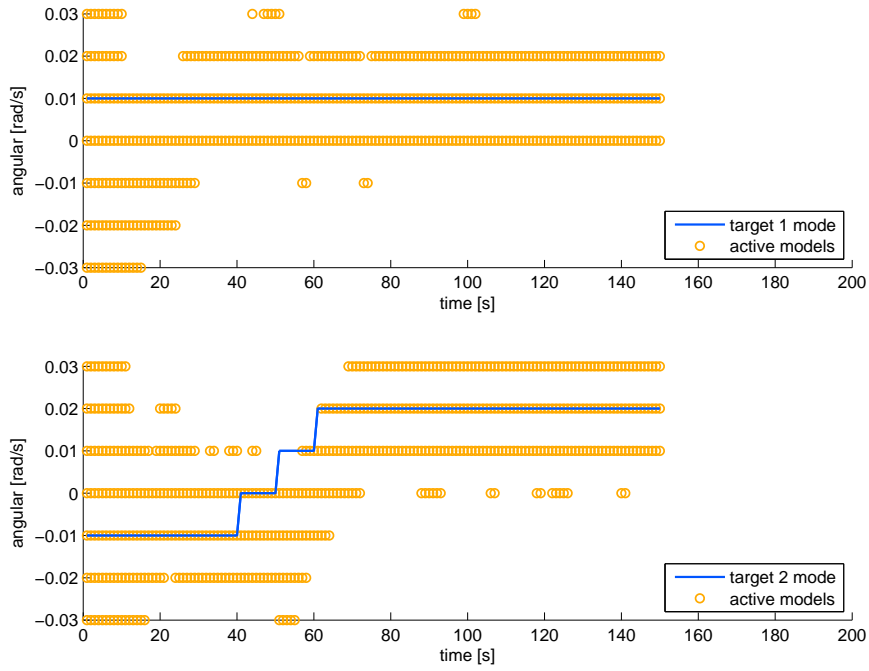 0.03
0.02
0.01
0
−0.01
−0.02
−0.03
angular [rad/s]
0 20 40 60 80 100 120 140 160 180 200
time [s]
target 1 mode
active models
0.03
0.02
0.01
0
−0.01
−0.02
−0.03
angular [rad/s]
0 20 40 60 80 100 120 140 160 180 200
time [s]
target 2 mode
active models